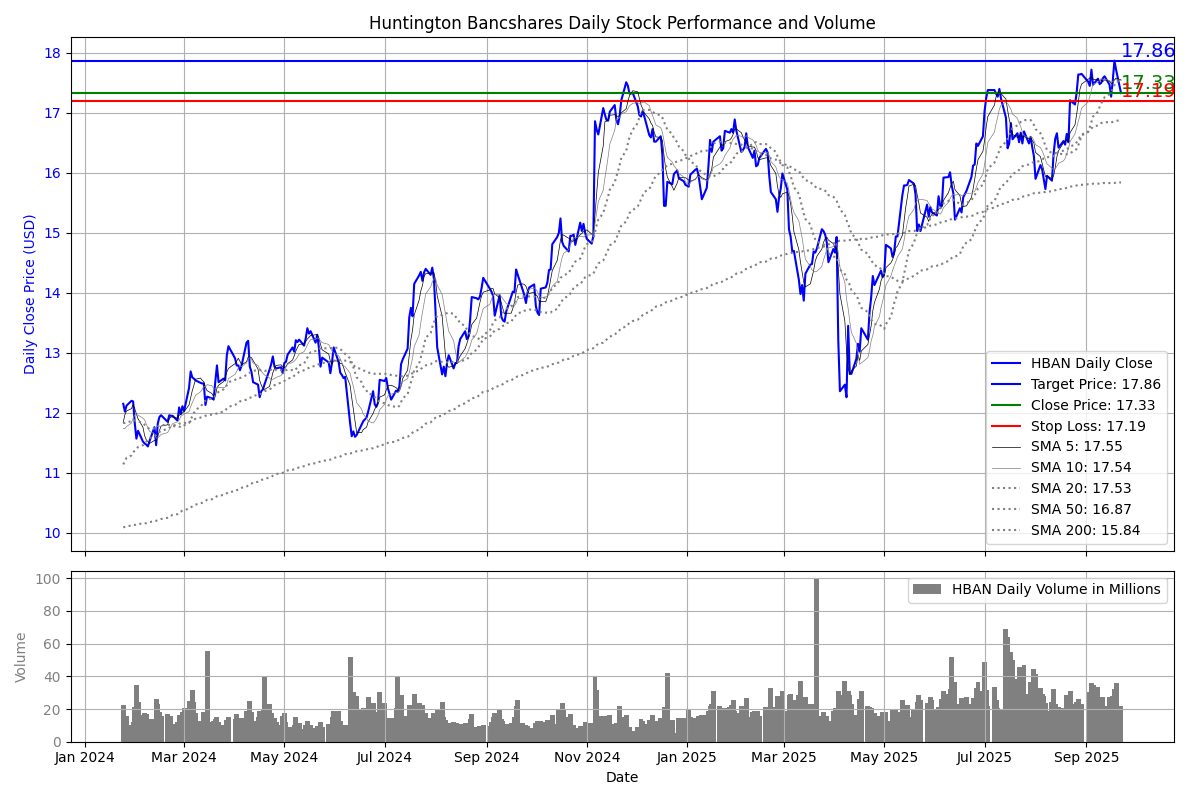 Huntington Bancshares Daily Stock Performance and Volume
Daily Close Price (USD)
18
17
16
15
14
13
12
11
10
17.86
17.33
17.19
HBAN Daily Close
Target Price: 17.86
Close Price: 17.33
Stop Loss: 17.19
SMA 5: 17.55
SMA 10: 17.54
SMA 20: 17.53
SMA 50: 16.87
SMA 200: 15.84
Volume
100
80
60
40
20
0
HBAN Daily Volume in Millions
Jan 2024 Mar 2024 May 2024 Jul 2024 Sep 2024 Nov 2024 Jan 2025 Mar 2025 May 2025 Jul 2025 Sep 2025
Date